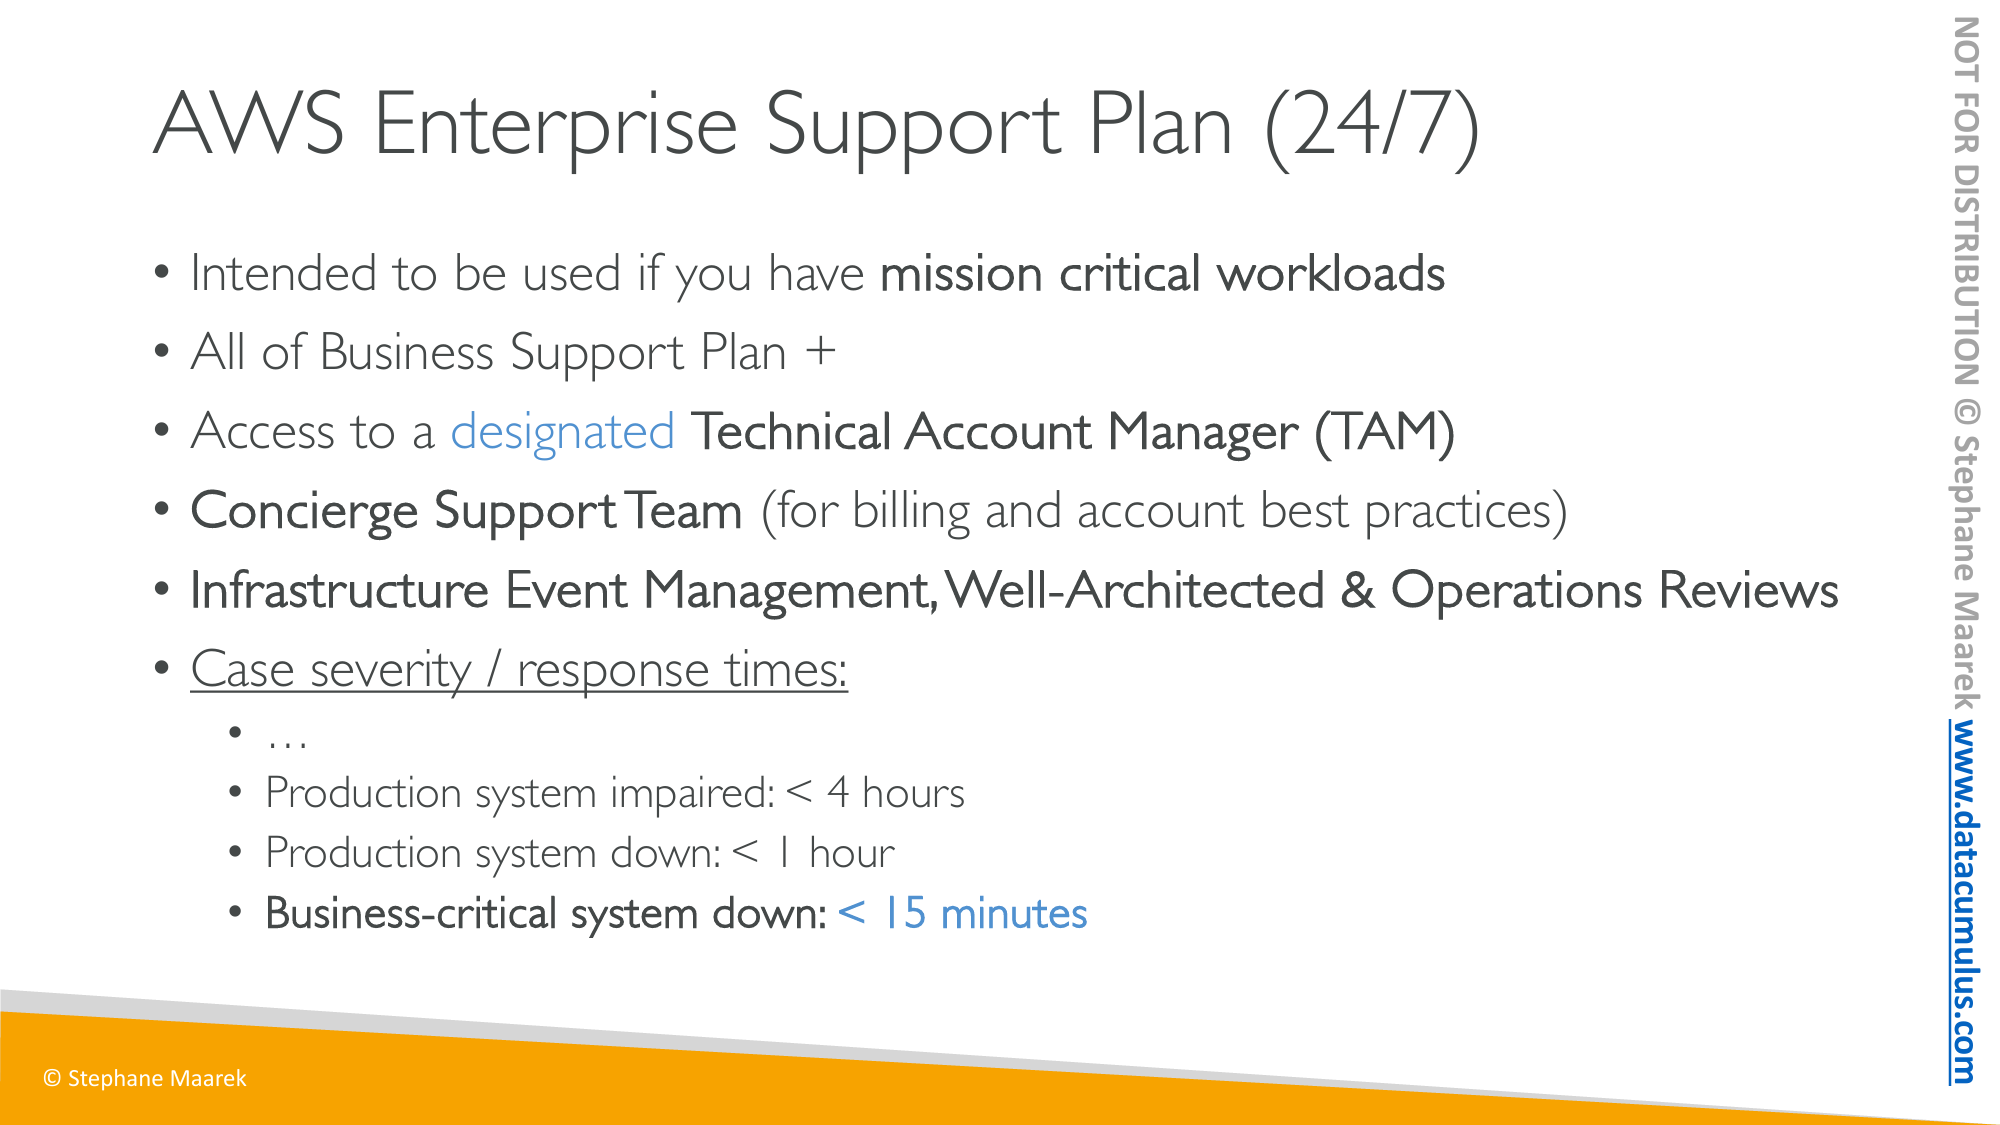 AWS Enterprise Support Plan (24/7)
• Intended to be used if you have mission critical workloads
• All of Business Support Plan +
• Access to a designated Technical Account Manager (TAM)
• Concierge Support Team (for billing and account best practices)
• Infrastructure Event Management, Well-Architected & Operations Reviews
• Case severity / response times:
• …
• Production system impaired: < 4 hours
• Production system down: < 1 hour
• Business-critical system down: < 15 minutes
© Stephane Maarek
NOT FOR DISTRIBUTION © Stephane Maarek www.datacumulus.com